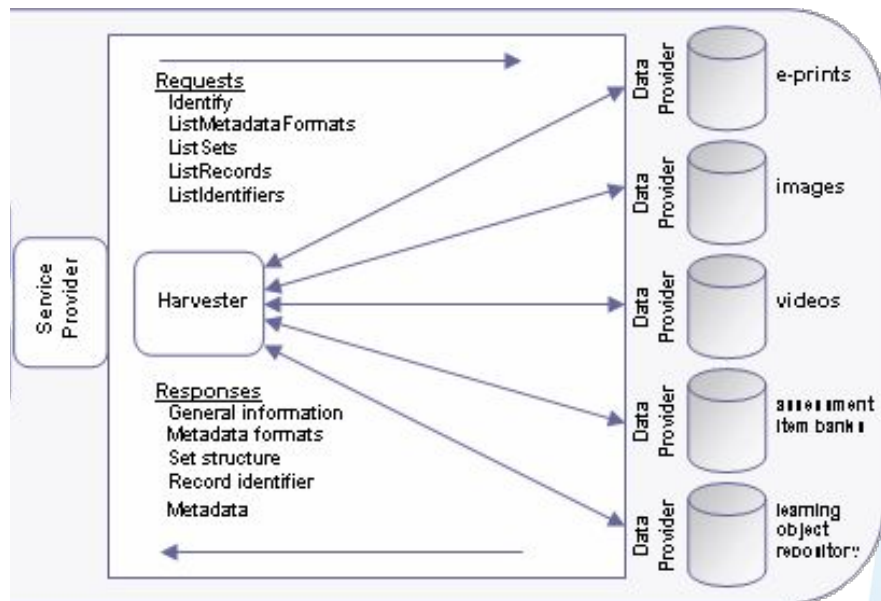 Service
Provider
Requests
Identify
ListMetadataFormats
ListSets
ListRecords
ListIdentifiers
Harvester
Responses
General information
Metadata formats
Set structure
Record identifier
Metadata
Data
Provider
e-prints
Data
Provider
images
Data
Provider
videos
Data
Provider
assessment
item banks
Data
Provider
learning
object
repository